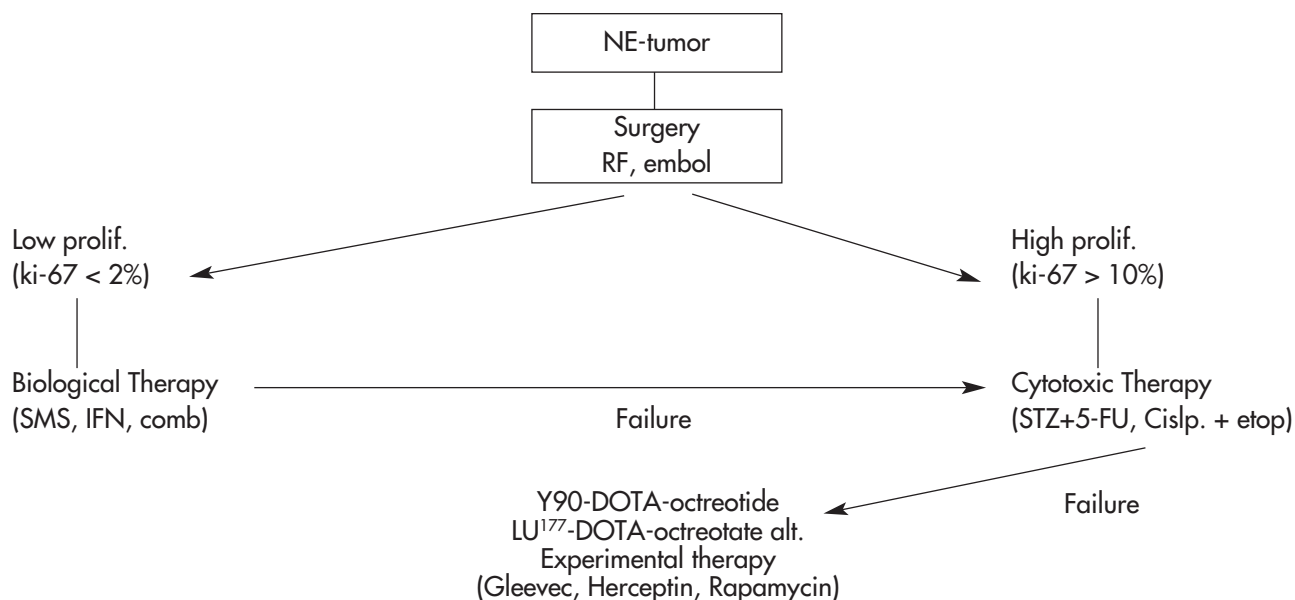 NE-tumor
Surgery
RF, embol
Low prolif.
(ki-67 < 2%)
High prolif.
(ki-67 > 10%)
Biological Therapy
(SMS, IFN, comb)
Failure
Cytotoxic Therapy
(STZ+5-FU, Cislp. + etop)
Failure
Y90-DOTA-octreotide
LU¹⁷⁷-DOTA-octreotate alt.
Experimental therapy
(Gleevec, Herceptin, Rapamycin)